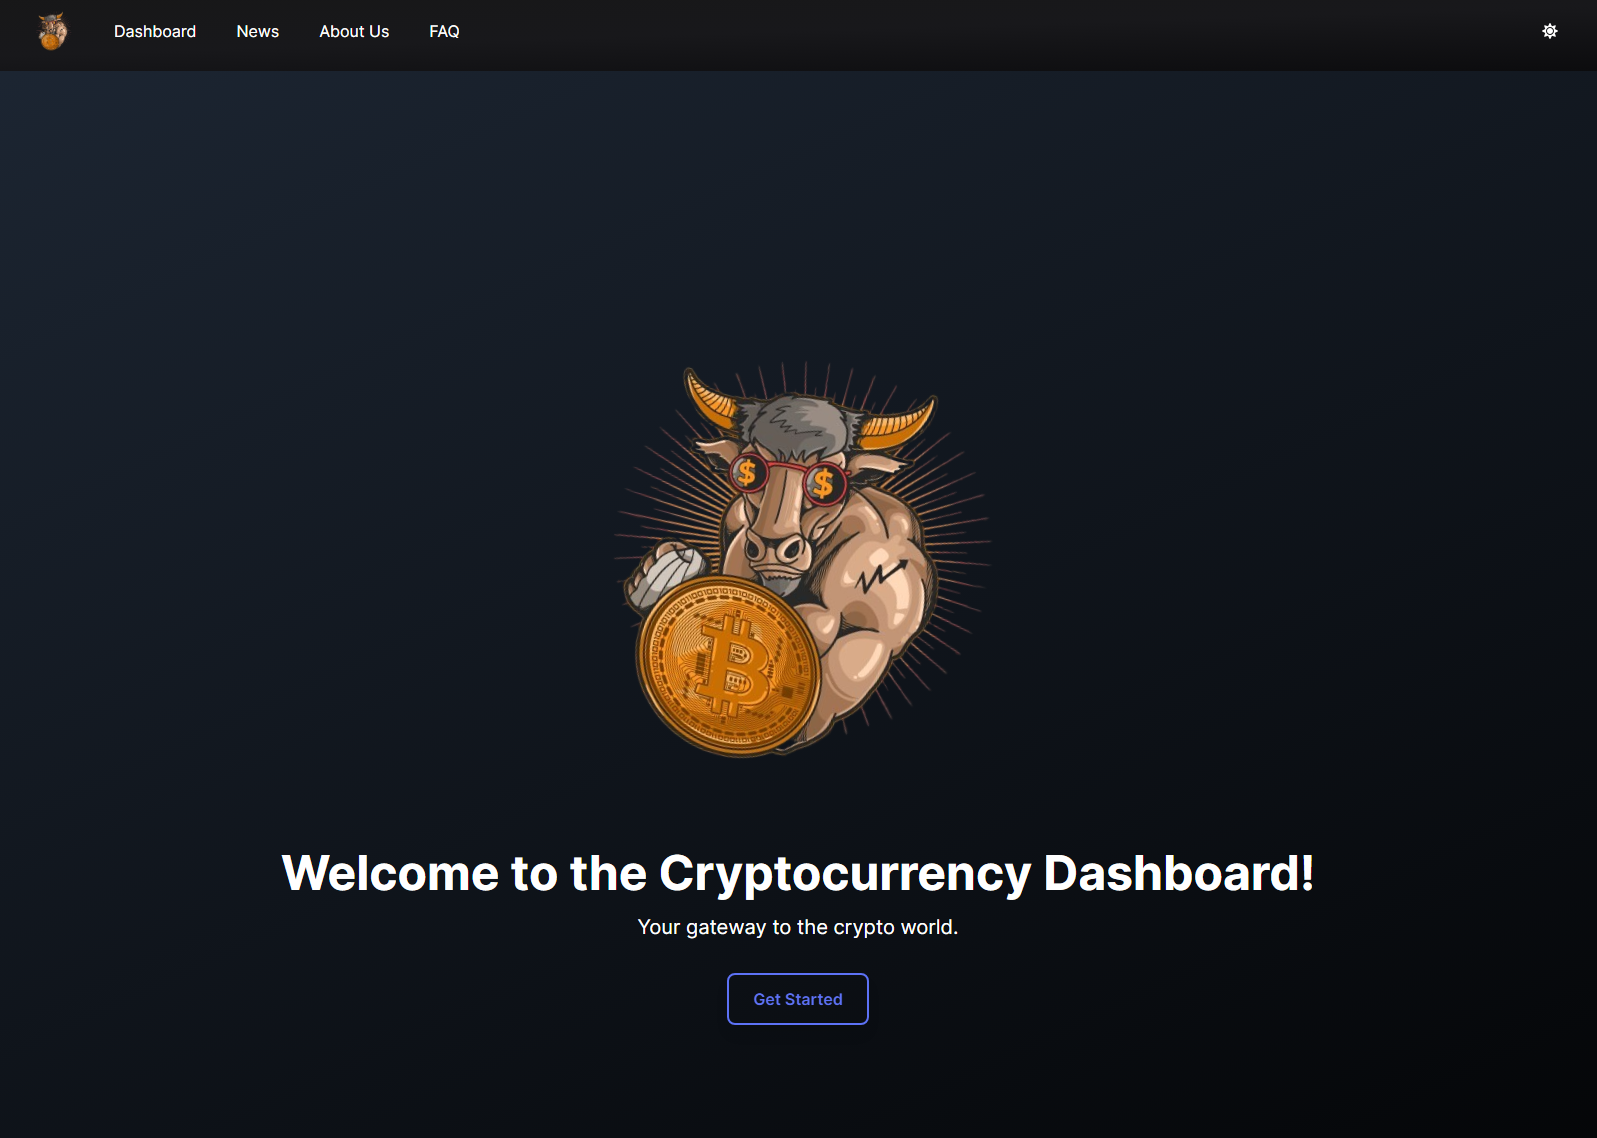 Dashboard News About Us FAQ
$ $
Welcome to the Cryptocurrency Dashboard!
Your gateway to the crypto world.
Get Started